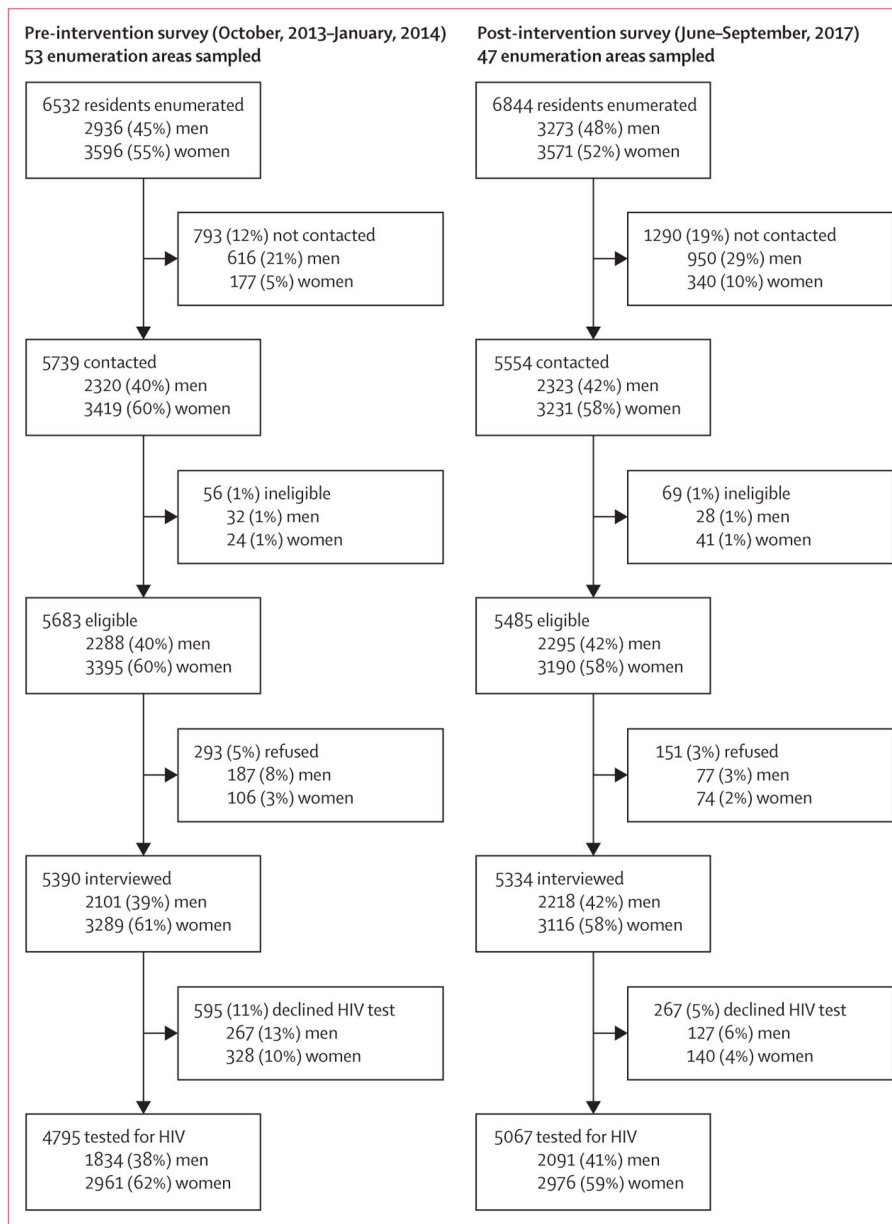 Pre-intervention survey (October, 2013–January, 2014)
53 enumeration areas sampled
6532 residents enumerated
2936 (45%) men
3596 (55%) women
793 (12%) not contacted
616 (21%) men
177 (5%) women
5739 contacted
2320 (40%) men
3419 (60%) women
56 (1%) ineligible
32 (1%) men
24 (1%) women
5683 eligible
2288 (40%) men
3395 (60%) women
293 (5%) refused
187 (8%) men
106 (3%) women
5390 interviewed
2101 (39%) men
3289 (61%) women
595 (11%) declined HIV test
267 (13%) men
328 (10%) women
4795 tested for HIV
1834 (38%) men
2961 (62%) women
Post-intervention survey (June–September, 2017)
47 enumeration areas sampled
6844 residents enumerated
3273 (48%) men
3571 (52%) women
1290 (19%) not contacted
950 (29%) men
340 (10%) women
5554 contacted
2323 (42%) men
3231 (58%) women
69 (1%) ineligible
28 (1%) men
41 (1%) women
5485 eligible
2295 (42%) men
3190 (58%) women
151 (3%) refused
77 (3%) men
74 (2%) women
5334 interviewed
2218 (42%) men
3116 (58%) women
267 (5%) declined HIV test
127 (6%) men
140 (4%) women
5067 tested for HIV
2091 (41%) men
2976 (59%) women